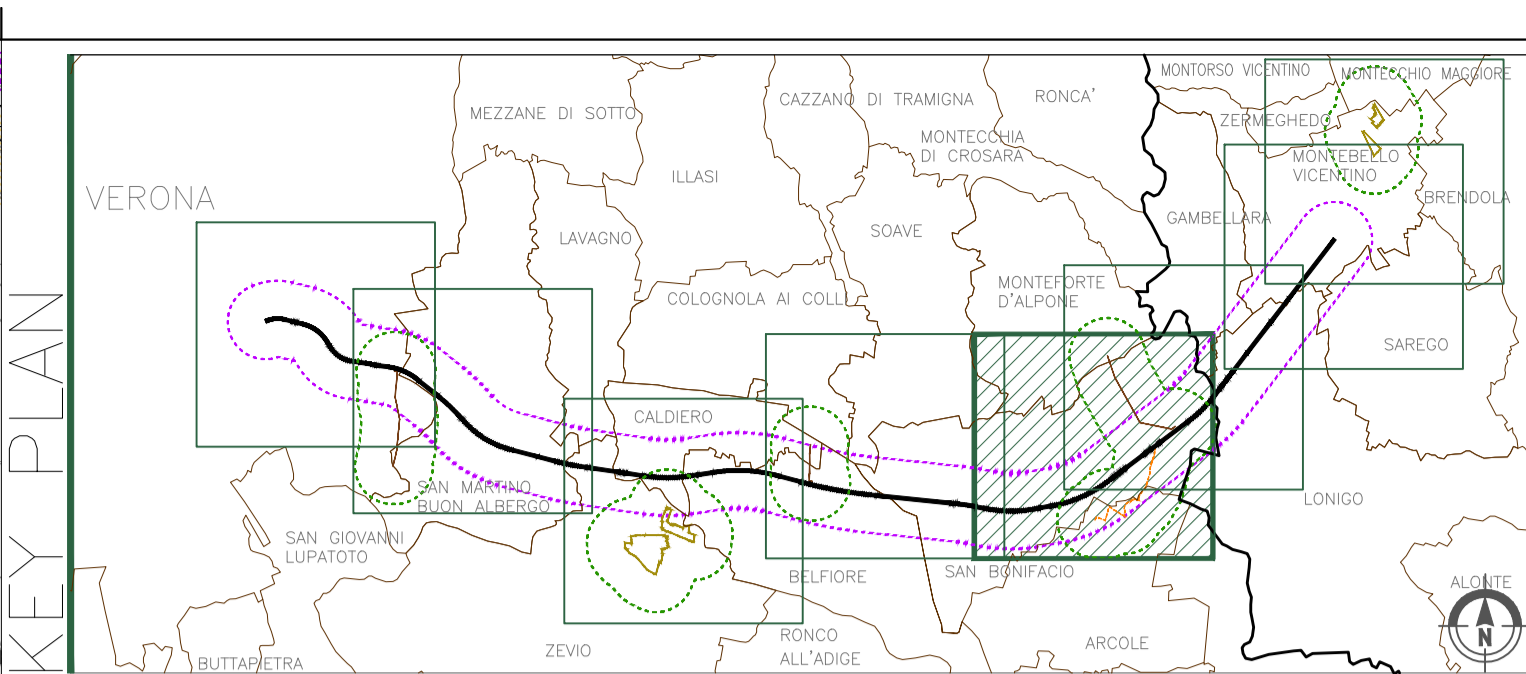 KEY PLAN
MONTORSO VICENTINO
MONTECCHIO MAGGIORE
MEZZANE DI SOTTO
CAZZANO DI TRAMIGNA
RONCA'
ZERMEGHEDO
MONTECCHIA
DI CROSARA
MONTEBELLO
VICENTINO
ILLASI
VERONA
BRENDOLA
GAMBELLARA
LAVAGNO
SOAVE
MONTEFORTE
D'ALPONE
COLOGNOLA AI COLLI
SAREGO
CALDIERO
SAN MARTINO
BUON ALBERGO
LONIGO
SAN GIOVANNI
LUPATOTO
BELFIORE
SAN BONIFACIO
ALONTE
N
ZEVIO
RONCO
ALL'ADIGE
ARCOLE
BUTTAPIETRA